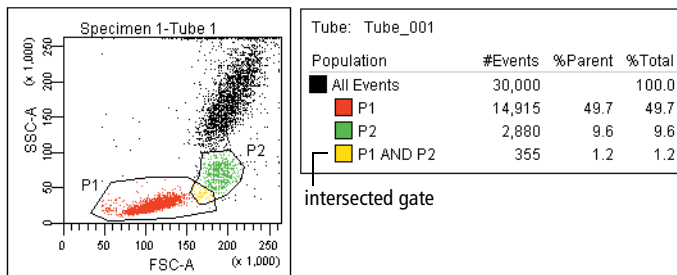 Specimen 1-Tube 1
(x 1,000)
SSC-A
250
200
150
100
50
0
P1
P2
0 50 100 150 200 250
FSC-A
(x 1,000)
Tube: Tube_001
Population #Events %Parent %Total
All Events 30,000 100.0
P1 14,915 49.7 49.7
P2 2,880 9.6 9.6
P1 AND P2 355 1.2 1.2
intersected gate